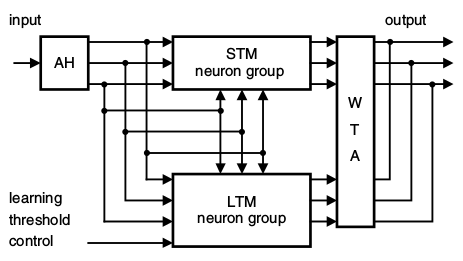 input
output
AH
STM
neuron group
W
T
A
LTM
neuron group
learning
threshold
control